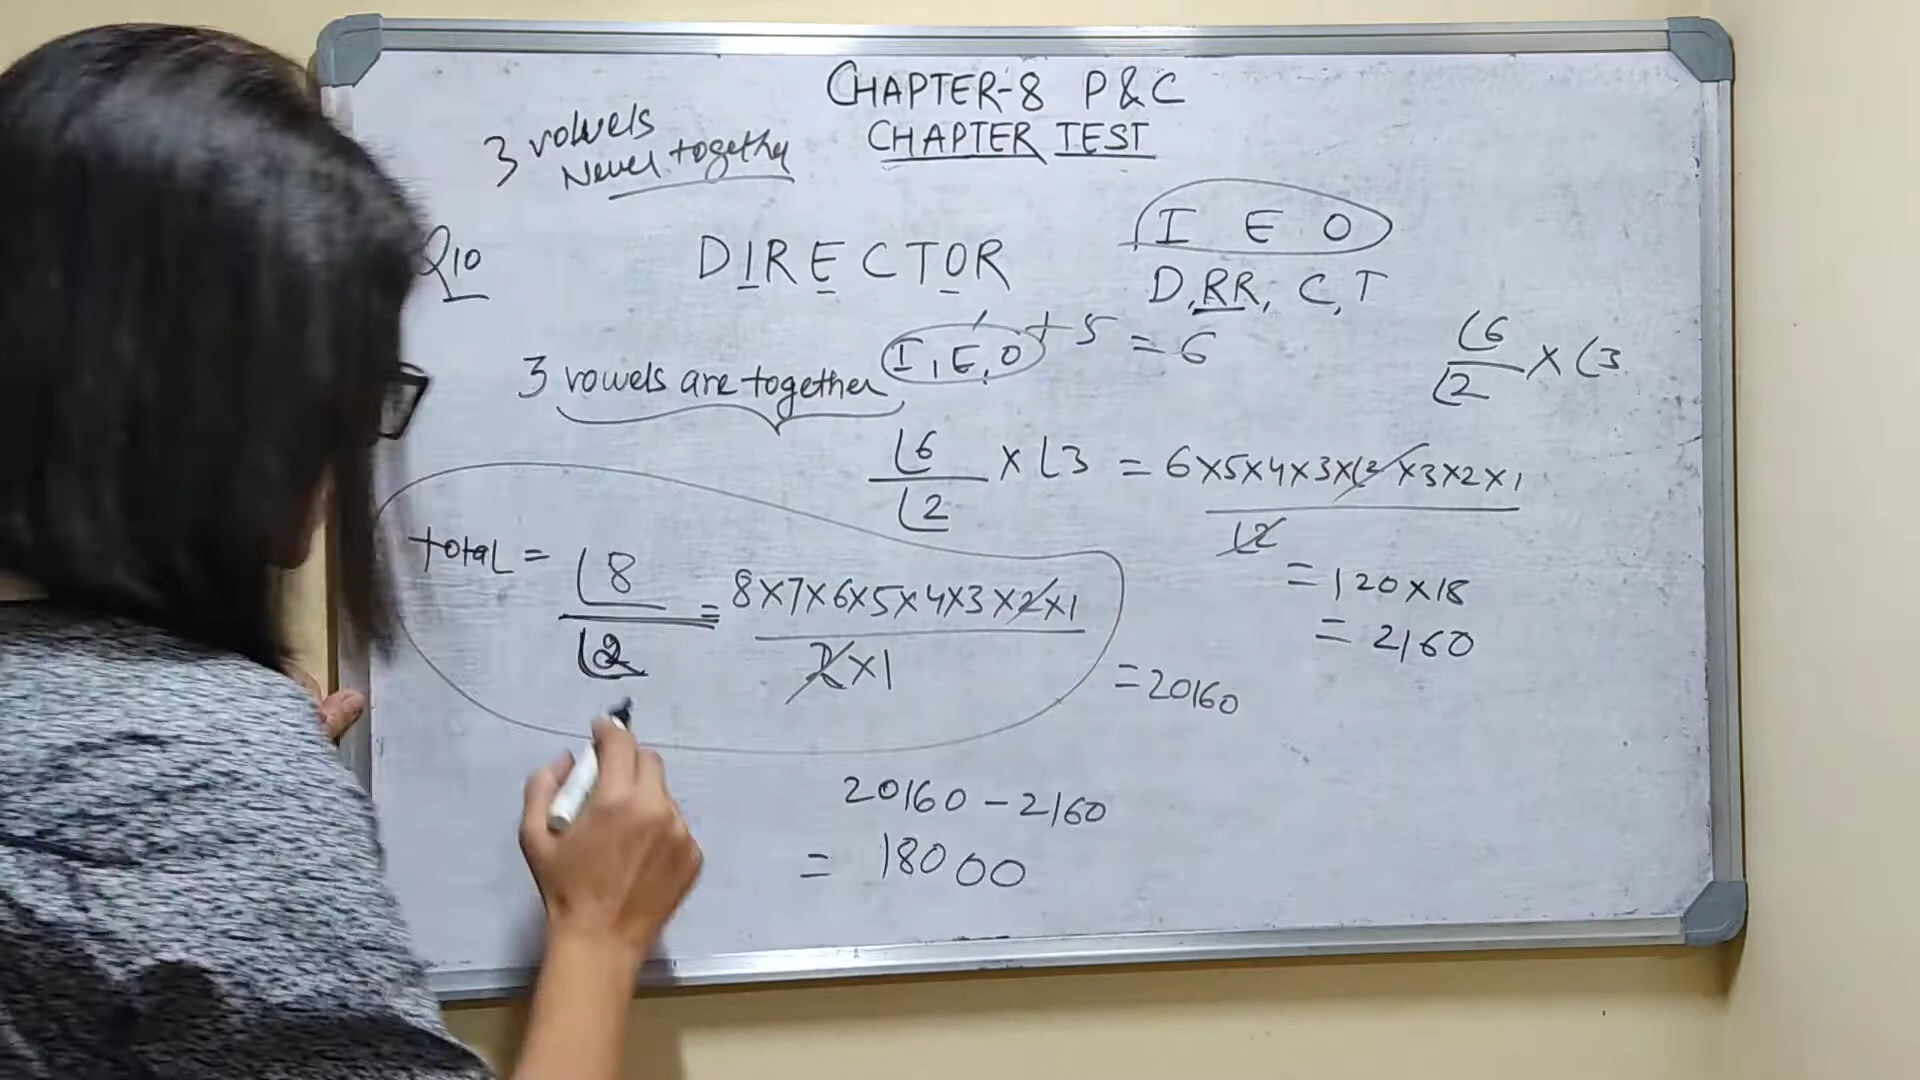 CHAPTER-8 P&C
CHAPTER TEST
3 vowels
Never together
Q10
DIRECTOR
I E O
D, RR, C, T
3 vowels are together I, E, O + 5 = 6
⌊6 / ⌊2 × ⌊3
⌊6 / ⌊2 × ⌊3 = 6×5×4×3×⌊2×3×2×1 / ⌊2
= 120×18
= 2160
total = ⌊8 / ⌊2 = 8×7×6×5×4×3×2×1 / 2×1
= 20160
20160 - 2160
= 18000